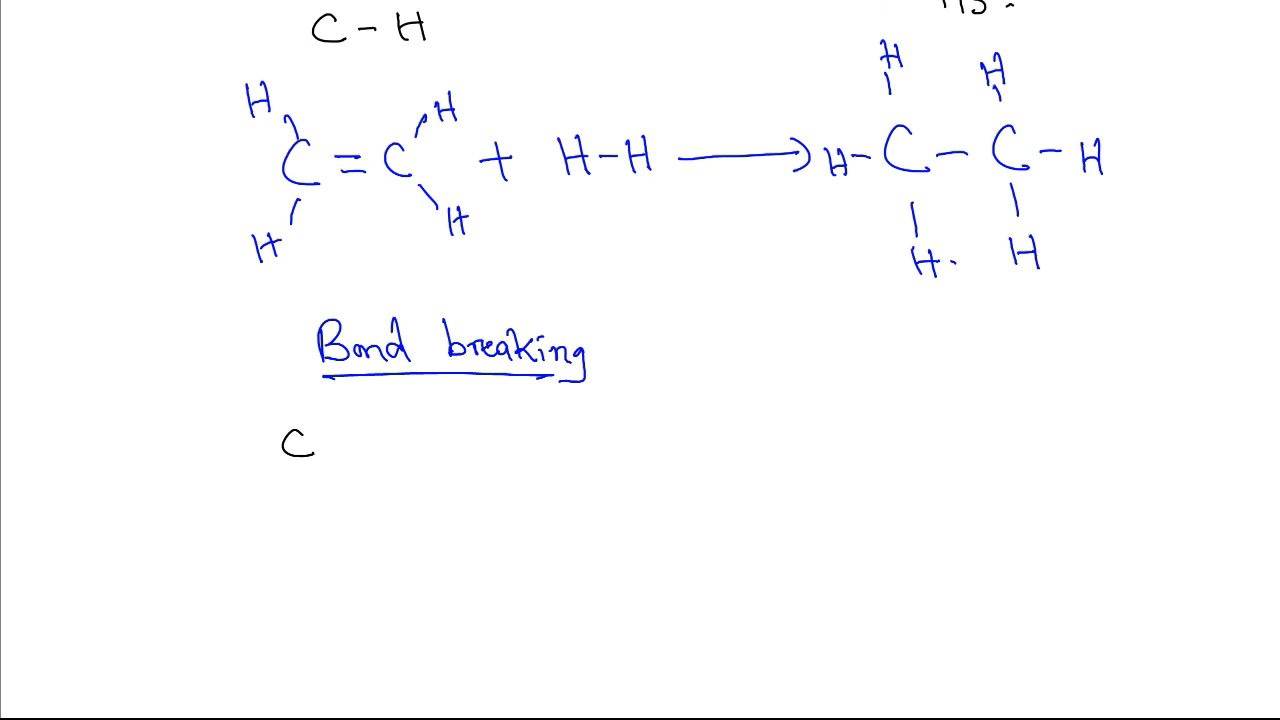 C - H
H H H H
C = C + H-H → H-C - C - H
H H H. H
Bond breaking
C